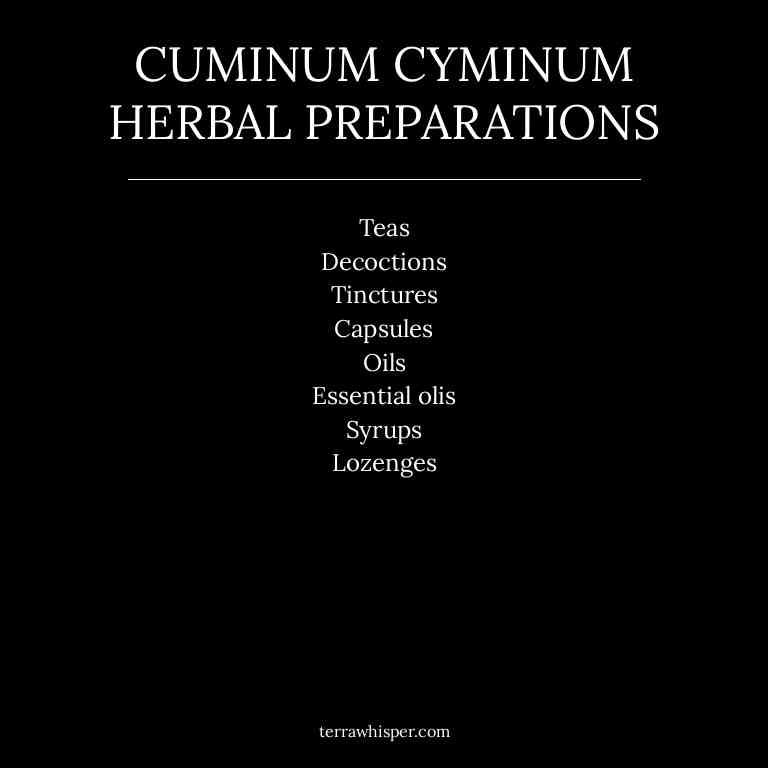 CUMINUM CYMINUM
HERBAL PREPARATIONS
Teas
Decoctions
Tinctures
Capsules
Oils
Essential olis
Syrups
Lozenges
terrawhisper.com